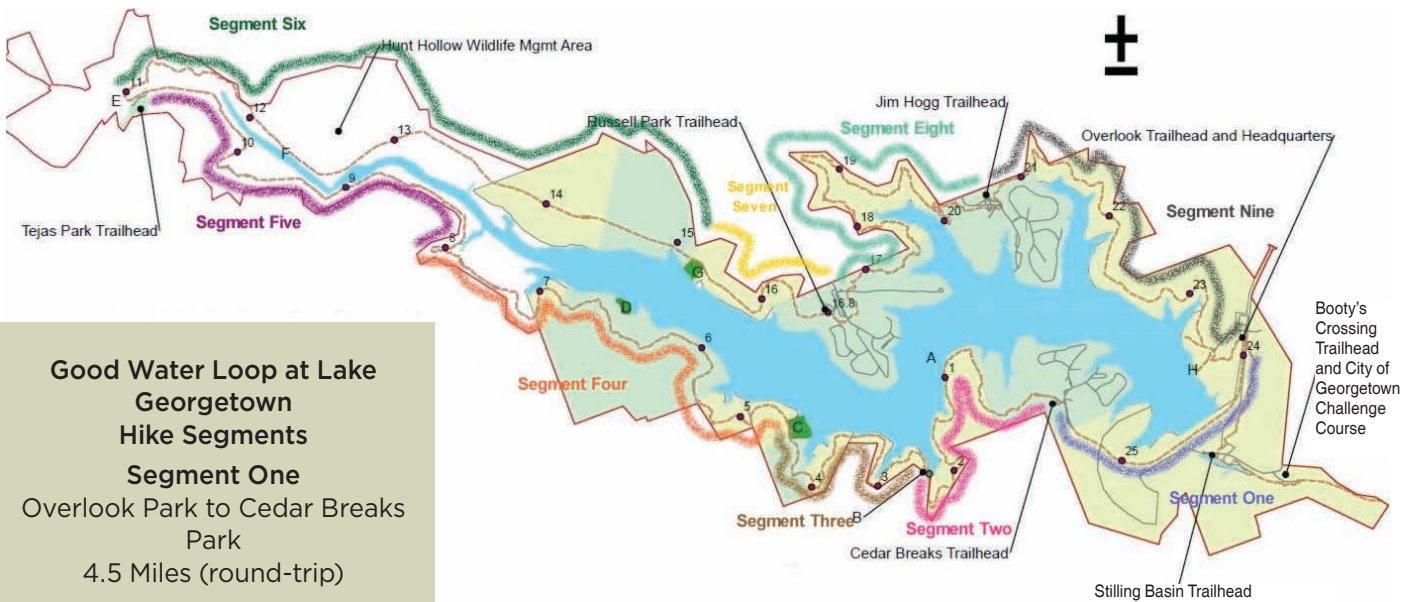 Segment Six
Hunt Hollow Wildlife Mgmt Area
Jim Hogg Trailhead
Russell Park Trailhead
Segment Eight
Overlook Trailhead and Headquarters
11
E
12
13
10
F
9
14
Segment
Seven
19
18
20
21
22
Segment Nine
Tejas Park Trailhead
Segment Five
8
15
G
17
16
16.8
23
7
D
6
A
1
24
H
Booty's
Crossing
Trailhead
and City of
Georgetown
Challenge
Course
Segment Four
5
C
4
3
2
25
Segment One
Segment Three
B
Segment Two
Cedar Breaks Trailhead
Stilling Basin Trailhead
Good Water Loop at Lake
Georgetown
Hike Segments
Segment One
Overlook Park to Cedar Breaks
Park
4.5 Miles (round-trip)